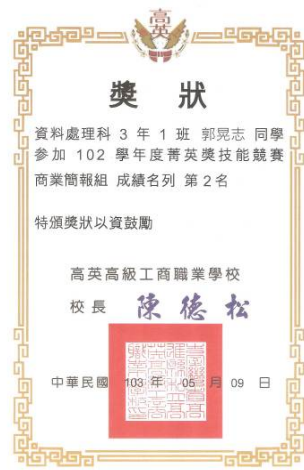 高英
獎 狀
資料處理科 3 年 1 班 郭晃志 同學
參加 102 學年度菁英獎技能競賽
商業簡報組 成績名列 第2名
特頒獎狀以資鼓勵
高英高級工商職業學校
校長 陳德松
中華民國 103 年 05 月 09 日